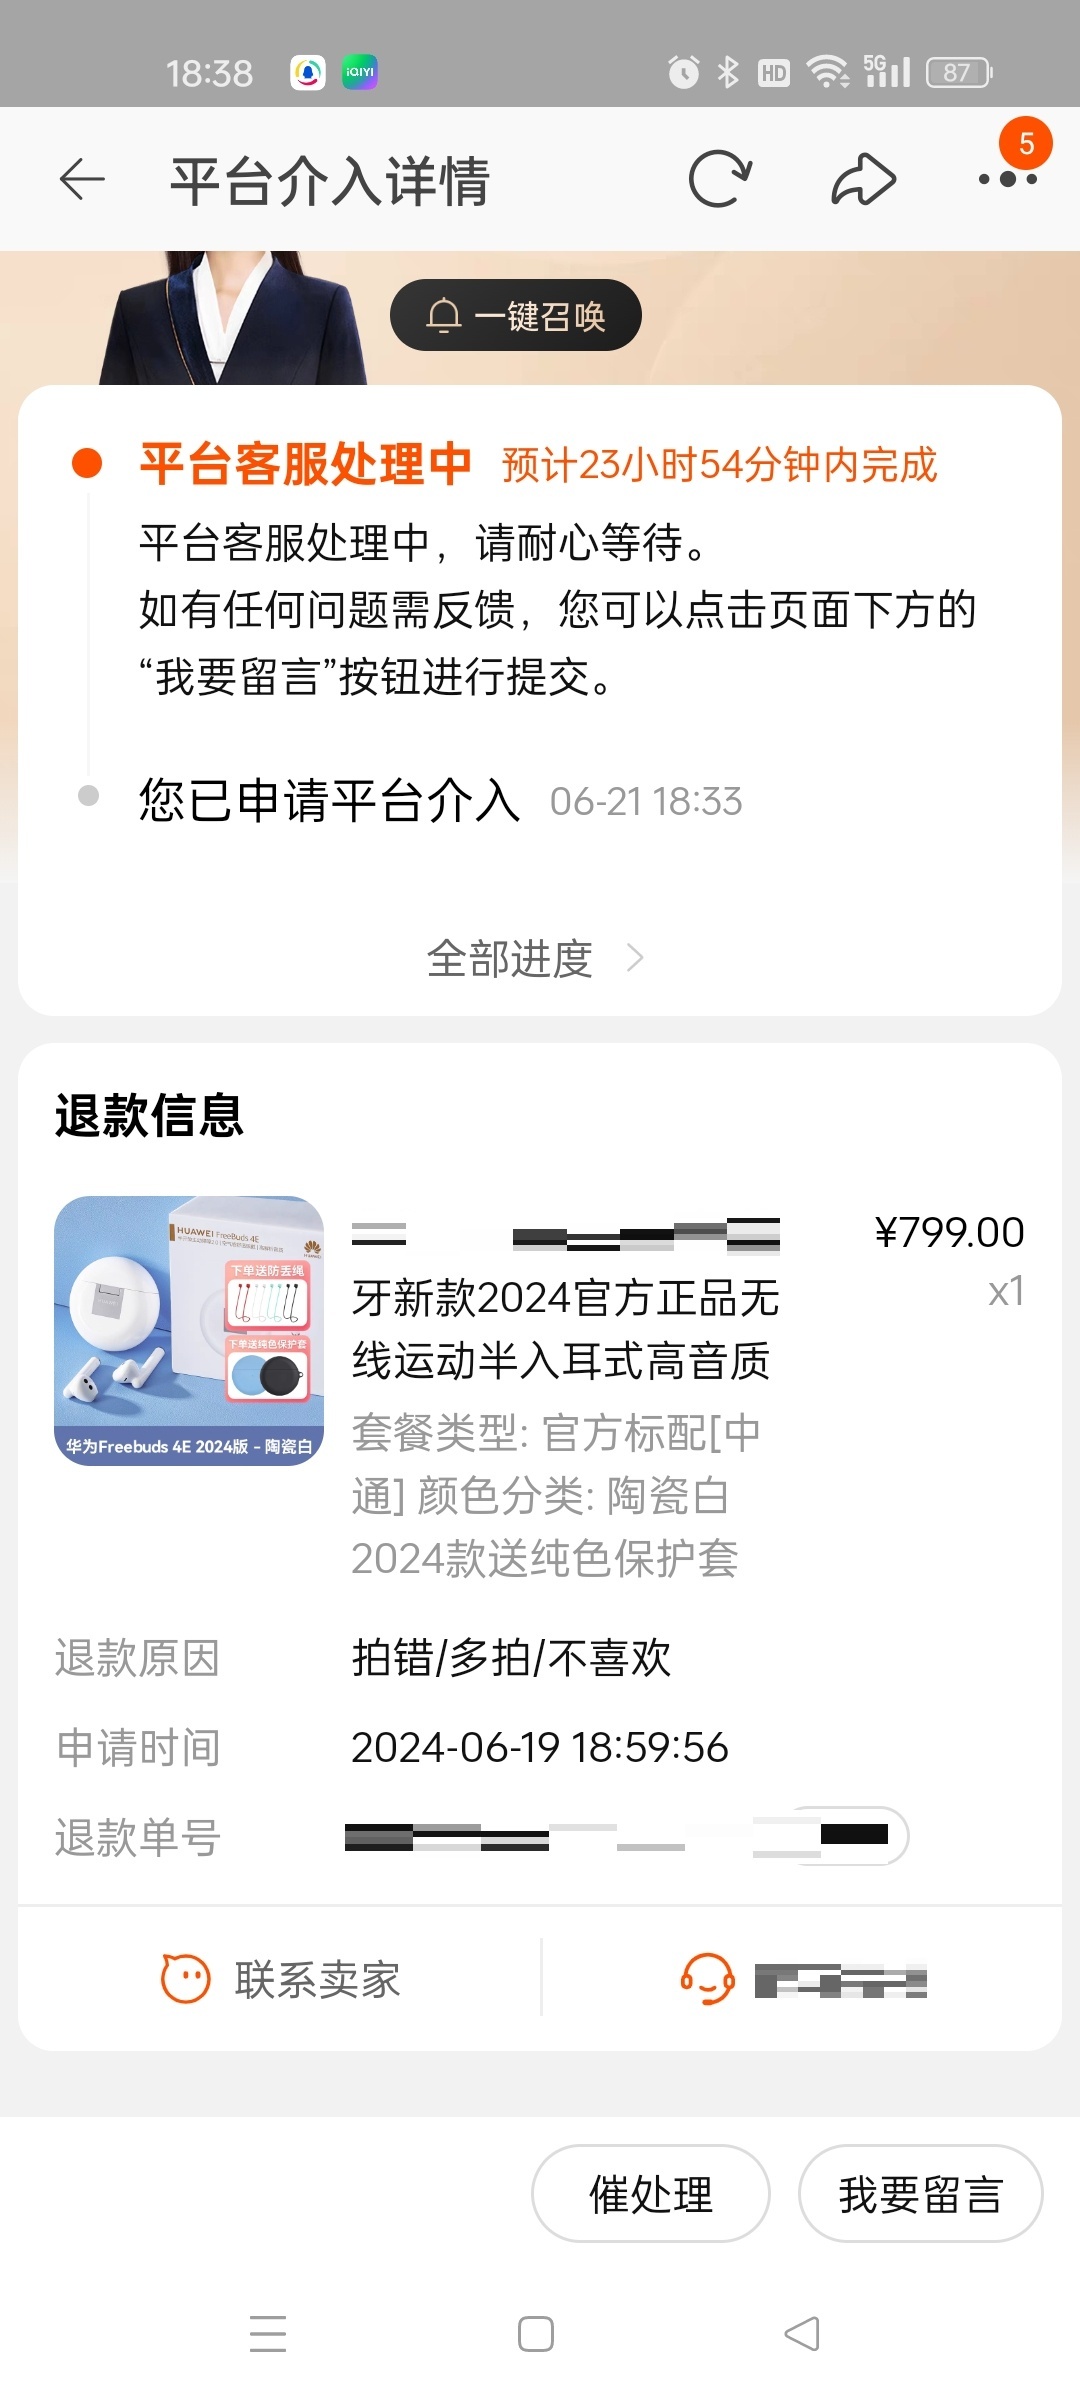 18:38
iQIYI
HD
5G
87
平台介入详情
5
一键召唤
平台客服处理中 预计23小时54分钟内完成
平台客服处理中，请耐心等待。
如有任何问题需反馈，您可以点击页面下方的
“我要留言”按钮进行提交。
您已申请平台介入 06-21 18:33
全部进度
退款信息
HUAWEI FreeBuds 4E
HUAWEI
下单送防丢绳
下单送纯色保护套
华为Freebuds 4E 2024版 - 陶瓷白
¥799.00
x1
牙新款2024官方正品无
线运动半入耳式高音质
套餐类型: 官方标配[中
通] 颜色分类: 陶瓷白
2024款送纯色保护套
退款原因 拍错/多拍/不喜欢
申请时间 2024-06-19 18:59:56
退款单号
联系卖家
催处理
我要留言